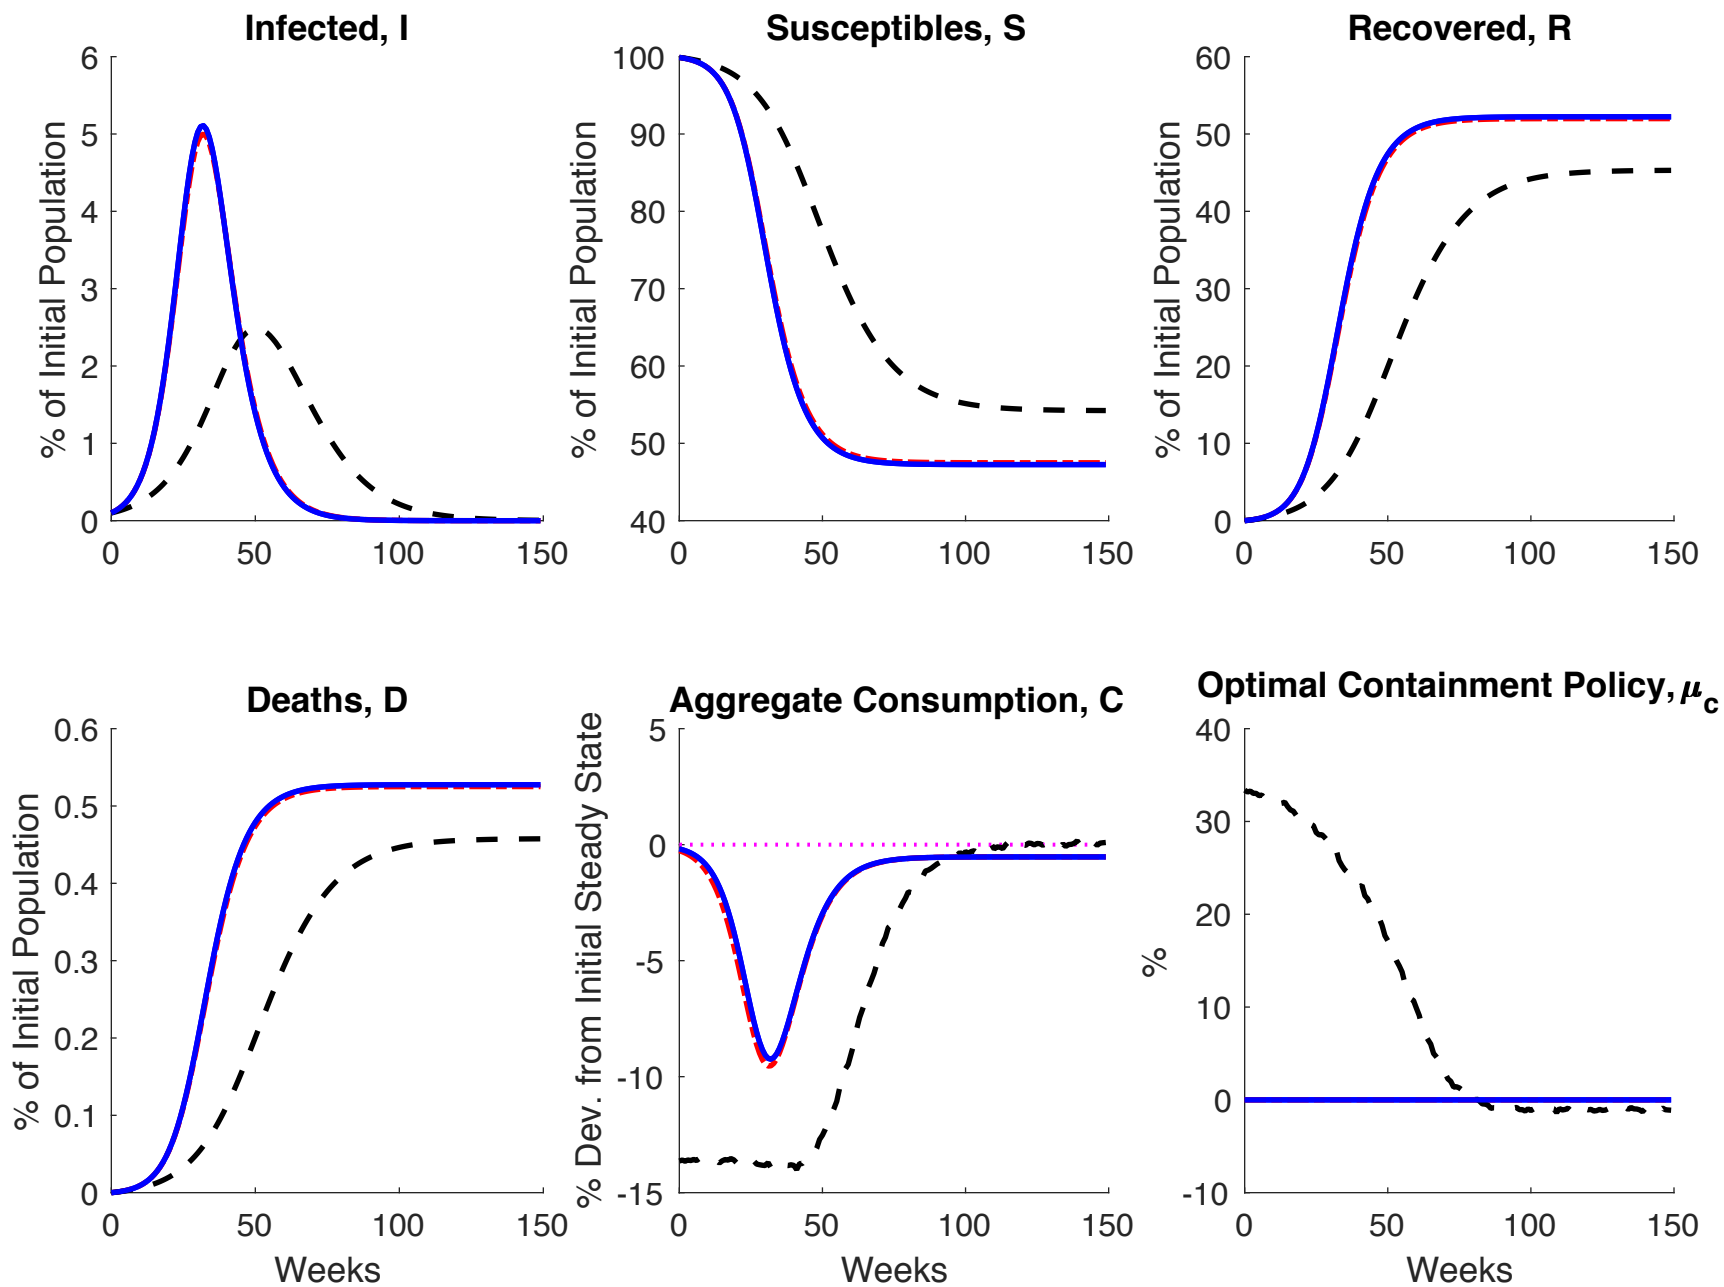 Infected, I
% of Initial Population
6
5
4
3
2
1
0
0 50 100 150
Susceptibles, S
% of Initial Population
100
90
80
70
60
50
40
0 50 100 150
Recovered, R
% of Initial Population
60
50
40
30
20
10
0
0 50 100 150
Deaths, D
% of Initial Population
0.6
0.5
0.4
0.3
0.2
0.1
0
0 50 100 150
Weeks
Aggregate Consumption, C
% Dev. from Initial Steady State
5
0
-5
-10
-15
0 50 100 150
Weeks
Optimal Containment Policy, μc
%
40
30
20
10
0
-10
0 50 100 150
Weeks